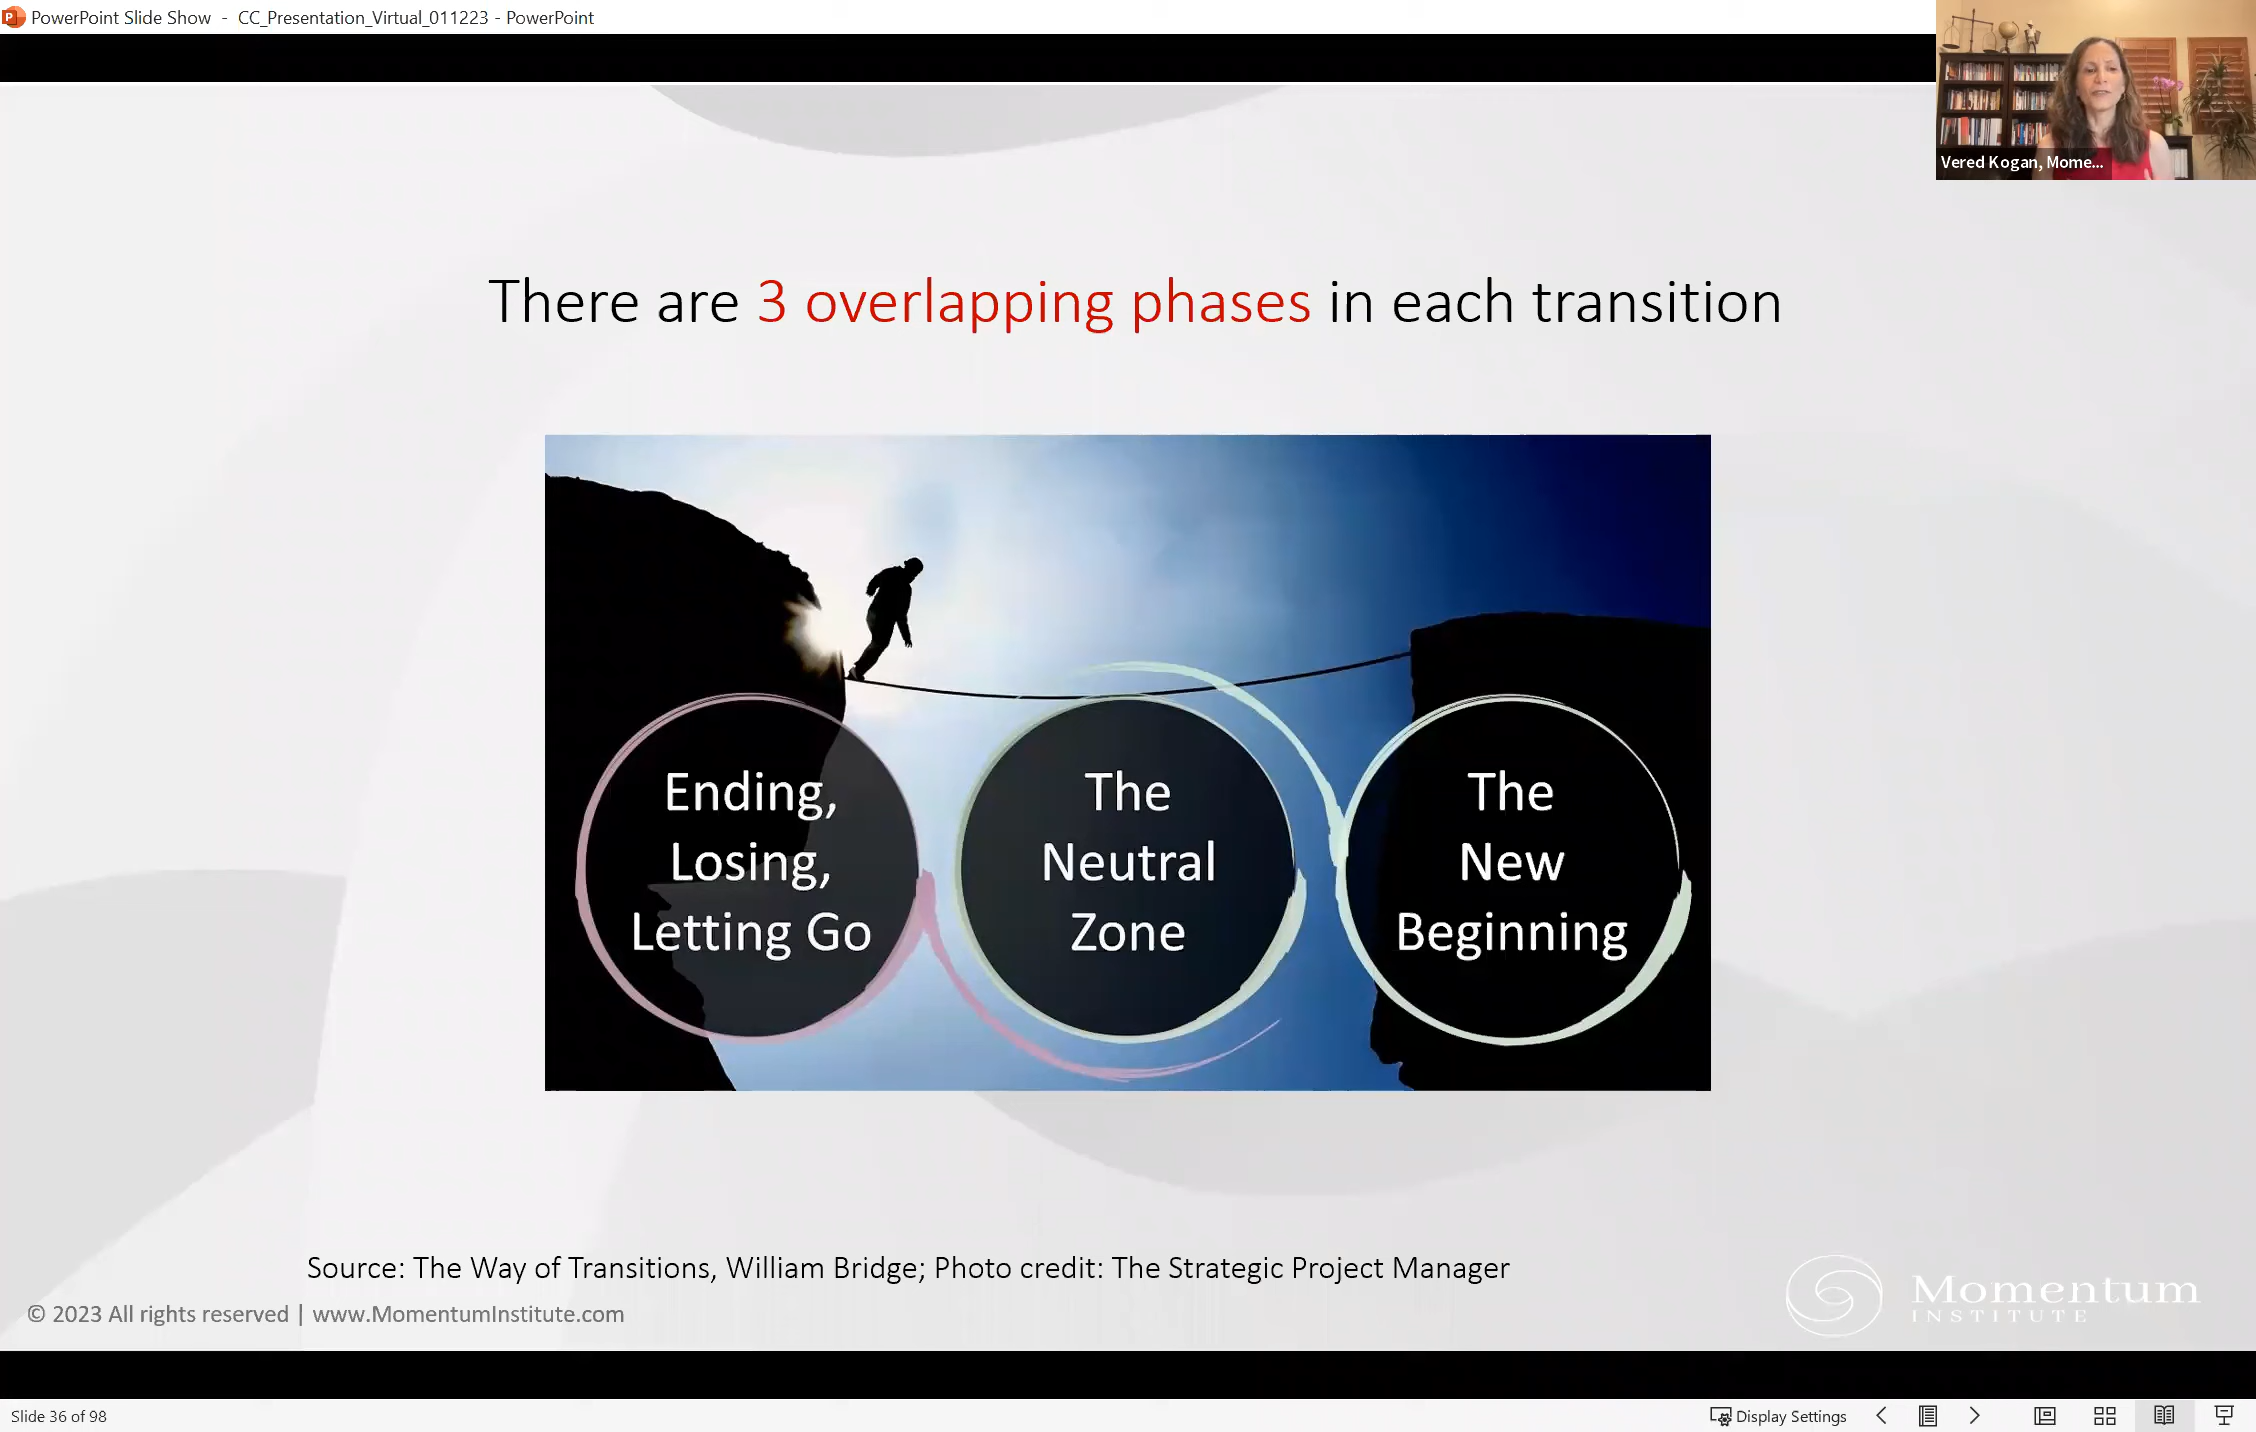 PowerPoint Slide Show - CC_Presentation_Virtual_011223 - PowerPoint
Vered Kogan, Mome...
There are 3 overlapping phases in each transition
Ending,
Losing,
Letting Go
The
Neutral
Zone
The
New
Beginning
Source: The Way of Transitions, William Bridge; Photo credit: The Strategic Project Manager
© 2023 All rights reserved | www.MomentumInstitute.com
Momentum
INSTITUTE
Slide 36 of 98
Display Settings